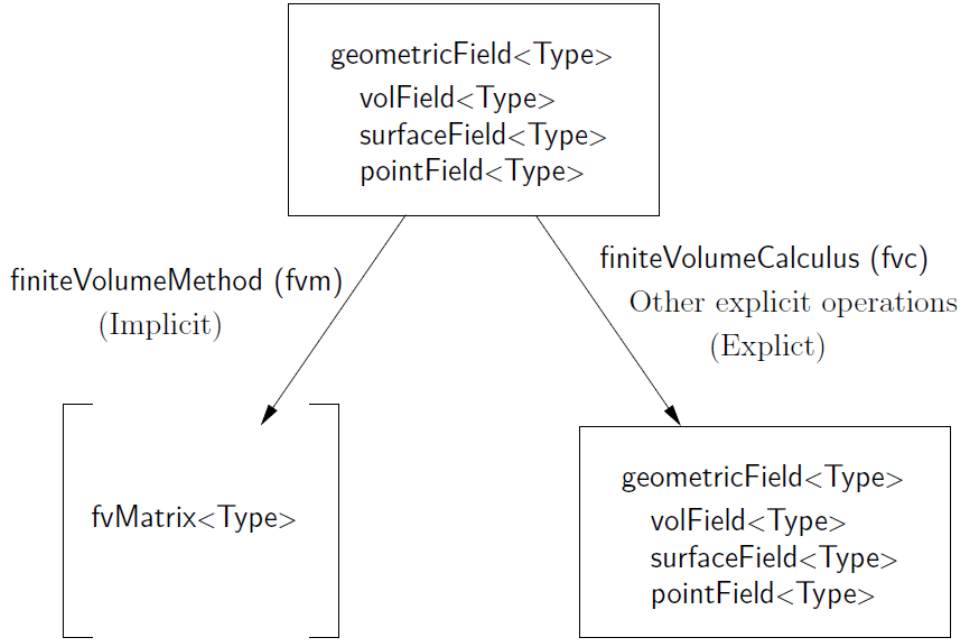 geometricField<Type>
volField<Type>
surfaceField<Type>
pointField<Type>
finiteVolumeMethod (fvm)
(Implicit)
finiteVolumeCalculus (fvc)
Other explicit operations
(Explict)
fvMatrix<Type>
geometricField<Type>
volField<Type>
surfaceField<Type>
pointField<Type>